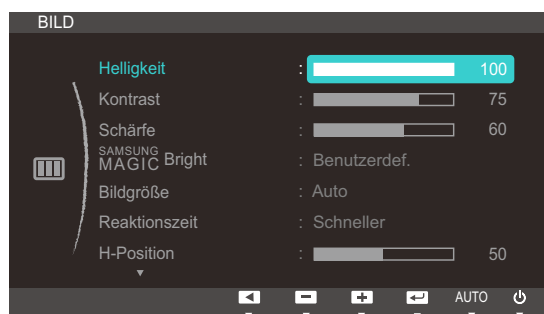 BILD
Helligkeit : 100
Kontrast : 75
Schärfe : 60
SAMSUNG MAGIC Bright : Benutzerdef.
Bildgröße : Auto
Reaktionszeit : Schneller
H-Position : 50
AUTO